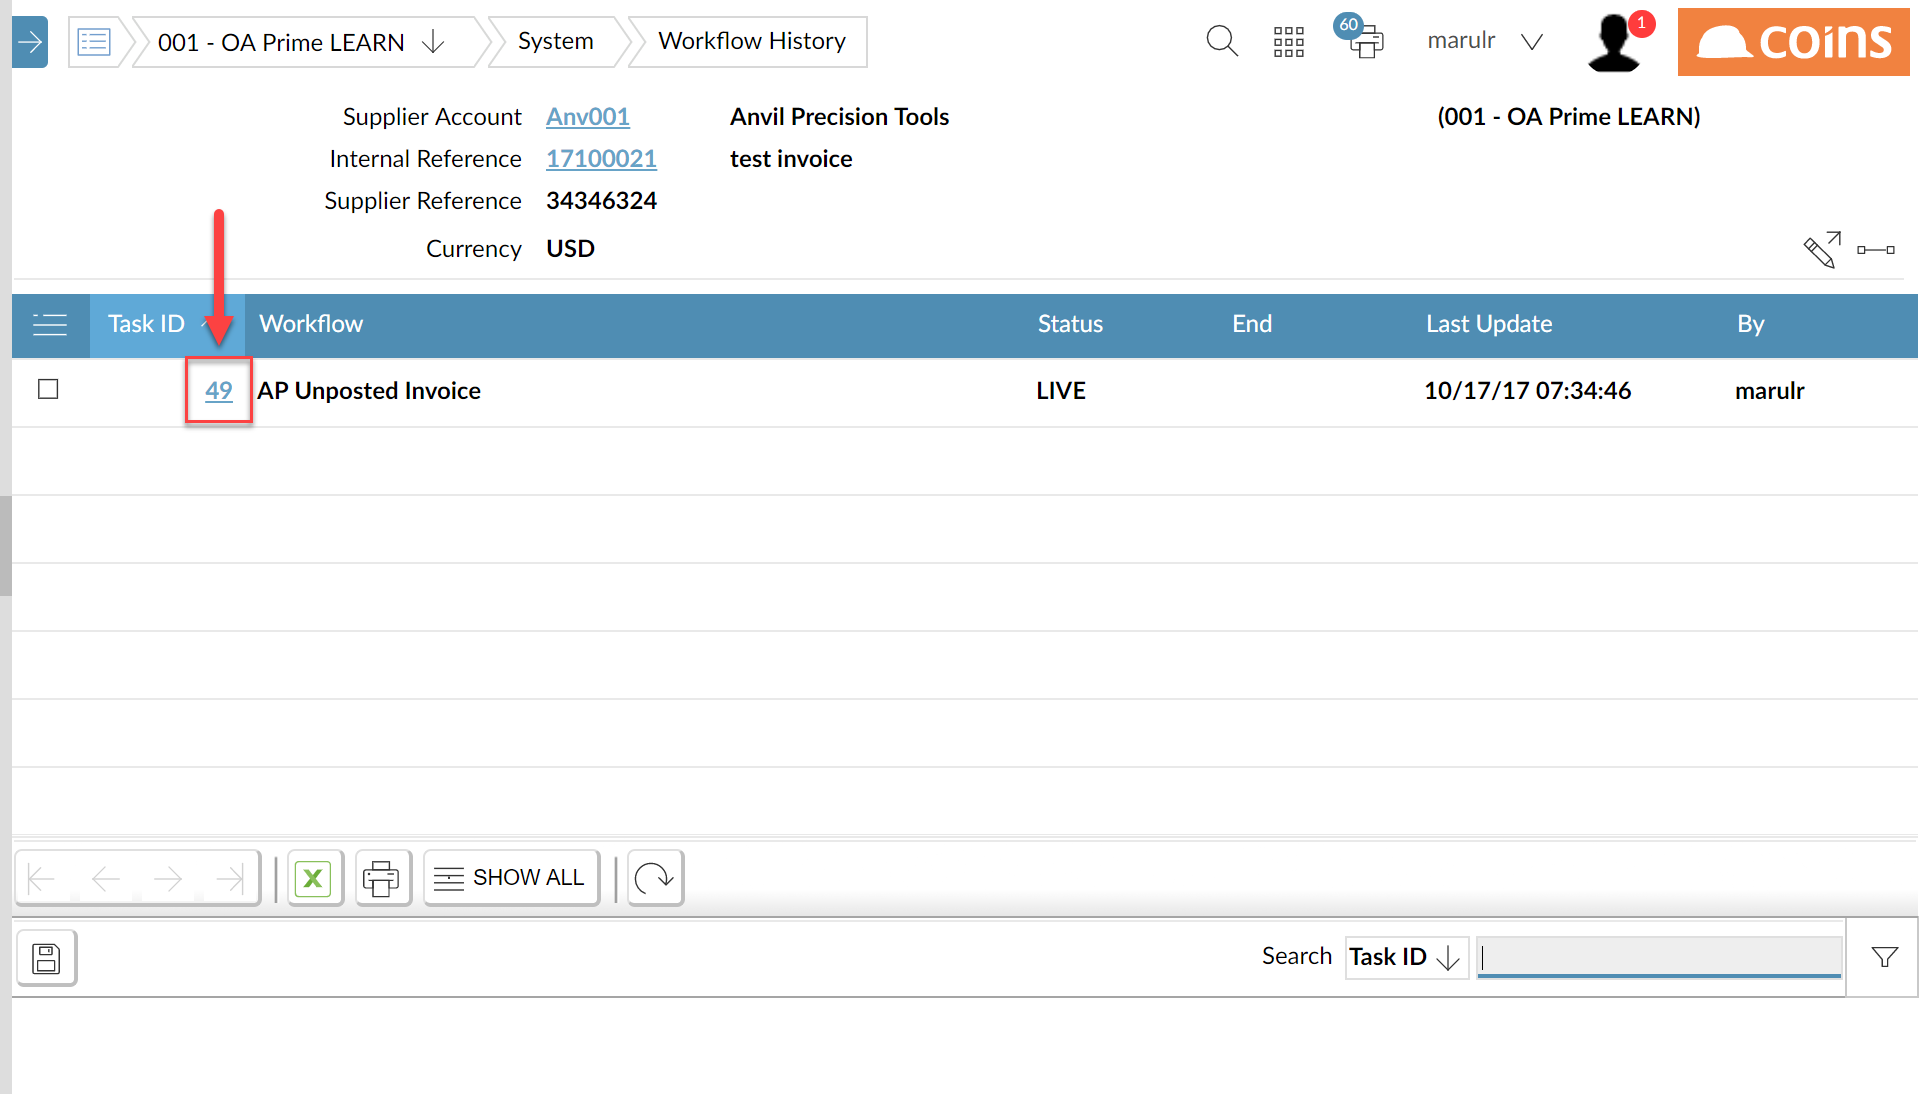 001 - OA Prime LEARN
System
Workflow History
60
marulr
1
coins
Supplier Account Anv001 Anvil Precision Tools (001 - OA Prime LEARN)
Internal Reference 17100021 test invoice
Supplier Reference 34346324
Currency USD
Task ID Workflow Status End Last Update By
49 AP Unposted Invoice LIVE 10/17/17 07:34:46 marulr
X
SHOW ALL
Search Task ID